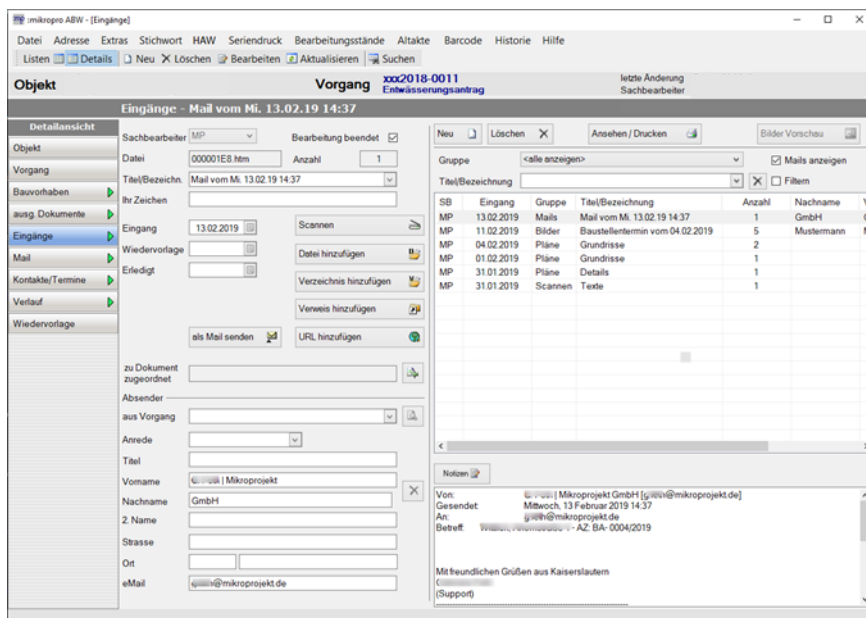 :mikropro ABW - [Eingänge]
Datei Adresse Extras Stichwort HAW Seriendruck Bearbeitungsstände Altakte Barcode Historie Hilfe
Listen Details Neu Löschen Bearbeiten Aktualisieren Suchen
Objekt Vorgang xxx2018-0011 letzte Änderung
Entwässerungsantrag Sachbearbeiter
Eingänge - Mail vom Mi. 13.02.19 14:37
Detailansicht
Objekt
Vorgang
Bauvorhaben
ausg. Dokumente
Eingänge
Mail
Kontakte/Termine
Verlauf
Wiedervorlage
Sachbearbeiter MP Bearbeitung beendet
Datei 000001E8.htm Anzahl 1
Titel/Bezeichn. Mail vom Mi. 13.02.19 14:37
Ihr Zeichen
Eingang 13.02.2019 Scannen
Wiedervorlage Datei hinzufügen
Erledigt
Verzeichnis hinzufügen
Verweis hinzufügen
als Mail senden URL hinzufügen
zu Dokument
zugeordnet
Absender
aus Vorgang
Anrede
Titel
Vorname | Mikroprojekt
Nachname GmbH
2. Name
Strasse
Ort
eMail @mikroprojekt.de
Neu Löschen Ansehen / Drucken Bilder Vorschau
Gruppe <alle anzeigen> Mails anzeigen
Titel/Bezeichnung Filtern
SB Eingang Gruppe Titel/Bezeichnung Anzahl Nachname
MP 13.02.2019 Mails Mail vom Mi. 13.02.19 14:37 1 GmbH
MP 11.02.2019 Bilder Baustellentermin vom 04.02.2019 5 Mustermann
MP 04.02.2019 Pläne Grundrisse 2
MP 01.02.2019 Pläne Grundrisse 1
MP 31.01.2019 Pläne Details 1
MP 31.01.2019 Scannen Texte 1
Notizen
Von: | Mikroprojekt GmbH [ @mikroprojekt.de]
Gesendet: Mittwoch, 13 Februar 2019 14:37
An: @mikroprojekt.de
Betreff: - AZ: BA- 0004/2019
Mit freundlichen Grüßen aus Kaiserslautern
(Support)